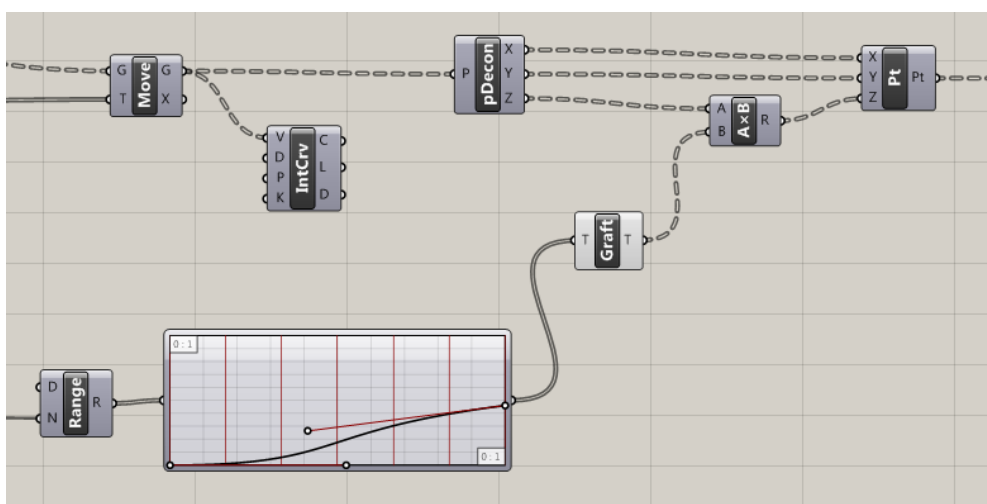 G
T
Move
G
X
V
D
P
K
IntCrv
C
L
D
P
pDecon
X
Y
Z
A
B
A×B
R
X
Y
Z
Pt
Pt
T
Graft
T
D
N
Range
R
0 : 1
0 : 1